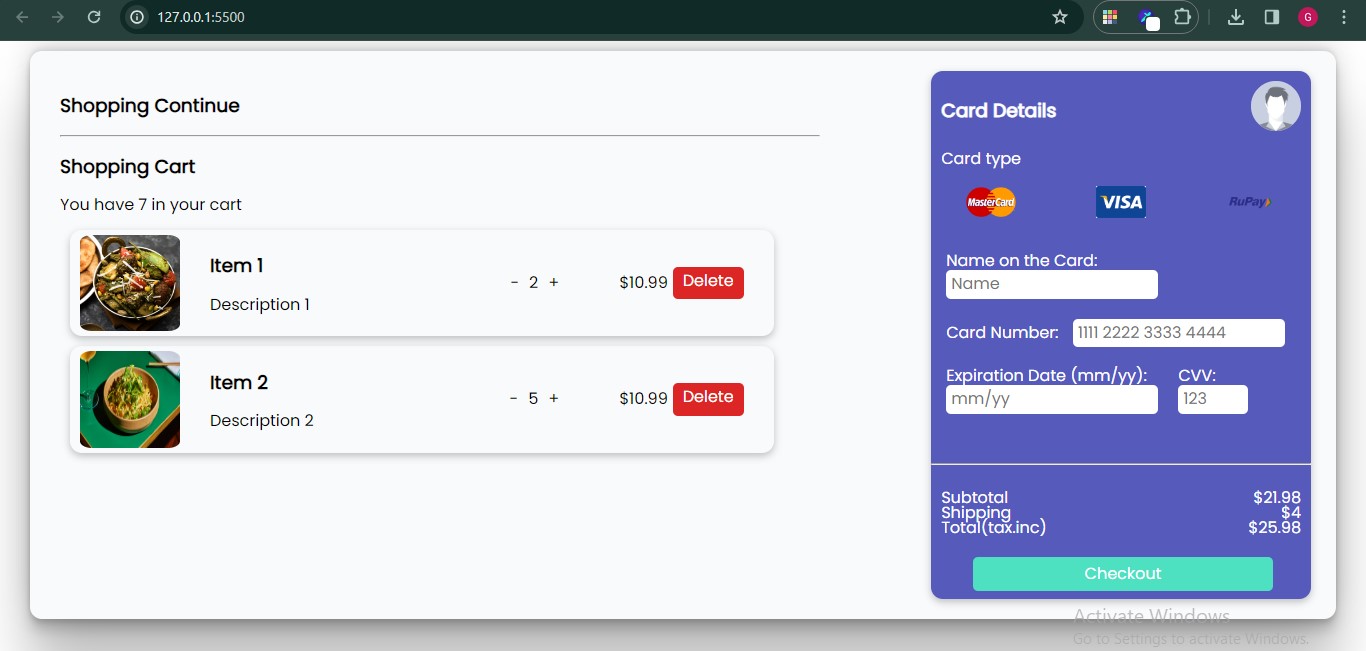 127.0.0.1:5500
G
Shopping Continue
Shopping Cart
You have 7 in your cart
Item 1
Description 1
- 2 +
$10.99
Delete
Item 2
Description 2
- 5 +
$10.99
Delete
Card Details
Card type
MasterCard
VISA
RuPay
Name on the Card:
Name
Card Number: 1111 2222 3333 4444
Expiration Date (mm/yy): CVV:
mm/yy 123
Subtotal $21.98
Shipping $4
Total(tax.inc) $25.98
Checkout
Activate Windows
Go to Settings to activate Windows.